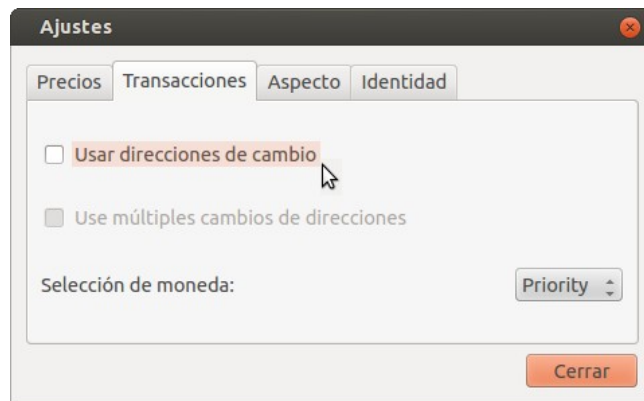 Ajustes
Precios Transacciones Aspecto Identidad
Usar direcciones de cambio
Use múltiples cambios de direcciones
Selección de moneda: Priority
Cerrar